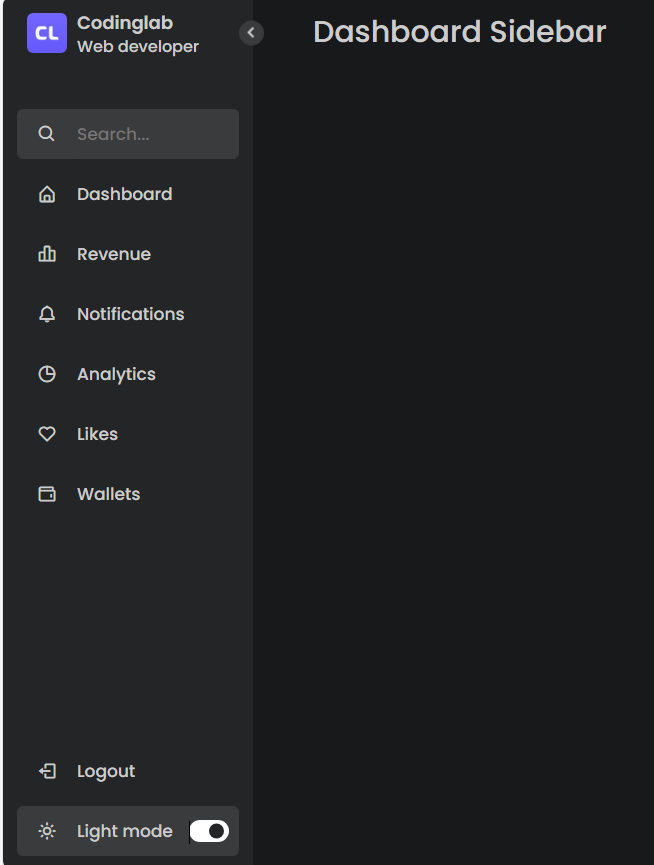 CL
Codinglab
Web developer
Dashboard Sidebar
Search...
Dashboard
Revenue
Notifications
Analytics
Likes
Wallets
Logout
Light mode